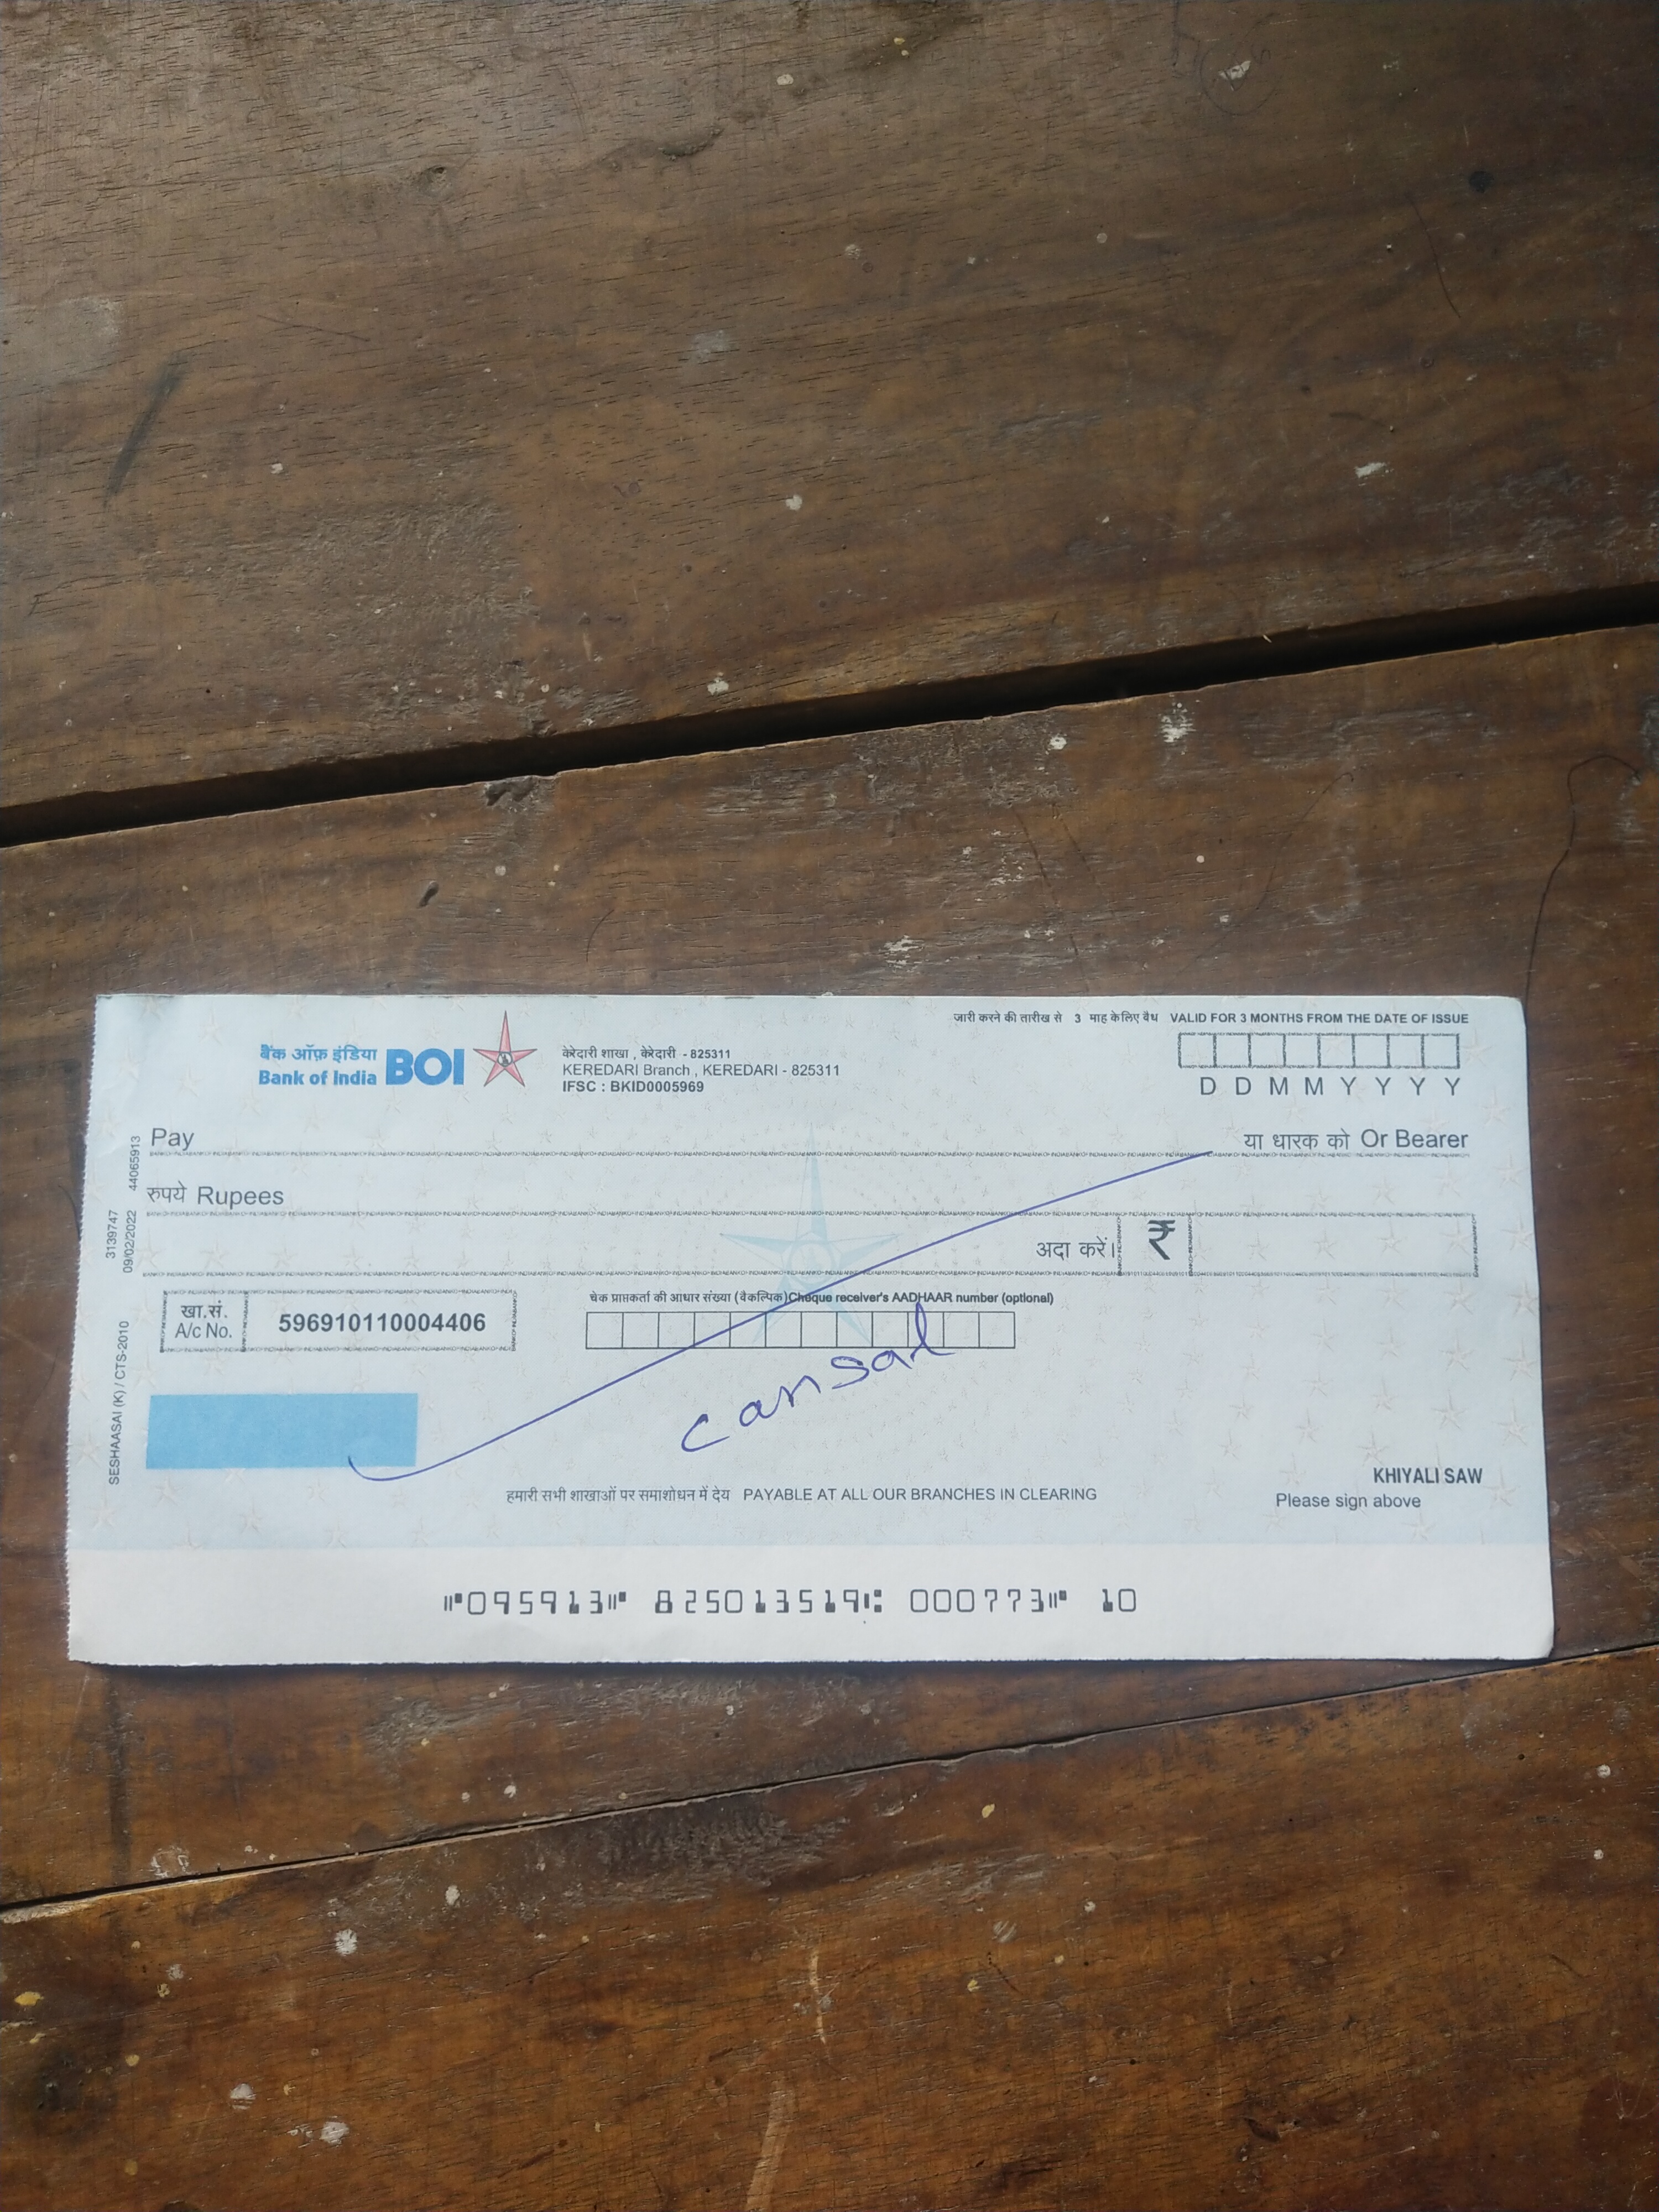 जारी करने की तारीख से 3 माह के लिए वैध VALID FOR 3 MONTHS FROM THE DATE OF ISSUE
बैंक ऑफ़ इंडिया
Bank of India BOI
केरेदारी शाखा , केरेदारी - 825311
KEREDARI Branch , KEREDARI - 825311
IFSC : BKID0005969
D D M M Y Y Y Y
Pay
या धारक को Or Bearer
रुपये Rupees
अदा करें। ₹
खा.सं.
A/c No. 596910110004406
चेक प्राप्तकर्ता की आधार संख्या (वैकल्पिक) Cheque receiver's AADHAAR number (optional)
cansal
KHIYALI SAW
Please sign above
हमारी सभी शाखाओं पर समाशोधन में देय PAYABLE AT ALL OUR BRANCHES IN CLEARING
⑈095913⑈ 825013519⑆ 000773⑈ 10
44065913
3139747
09/02/2022
SESHAASAI (K) / CTS-2010